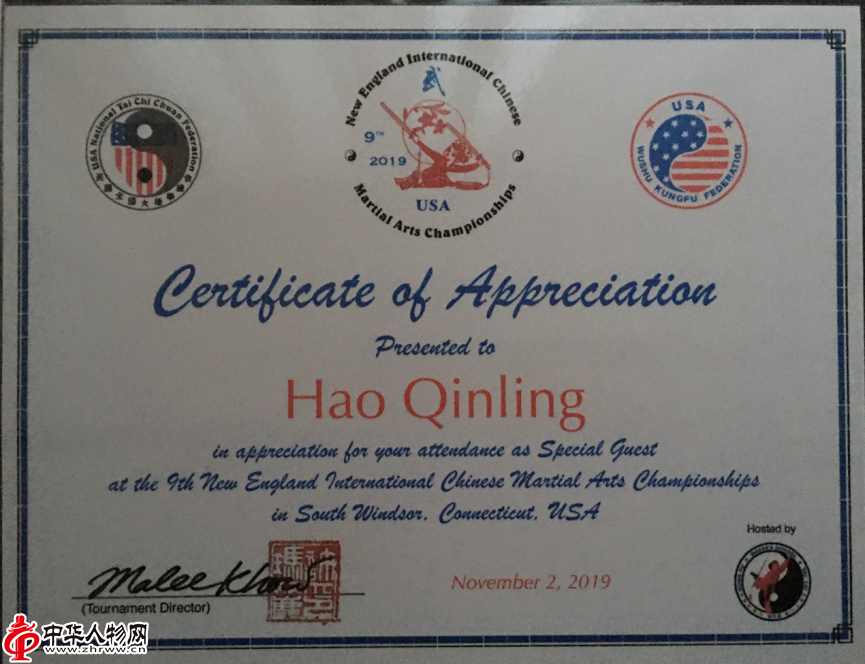 USA National Tai Chi Chuan Federation
New England International Chinese
武
9TH
2019
USA
Martial Arts Championships
USA
WUSHU KUNGFU FEDERATION
Certificate of Appreciation
Presented to
Hao Qinling
in appreciation for your attendance as Special Guest
at the 9th New England International Chinese Martial Arts Championships
in South Windsor, Connecticut, USA
Hosted by
Malee Khow
(Tournament Director)
November 2, 2019
中华人物网
www.zhrww.cn